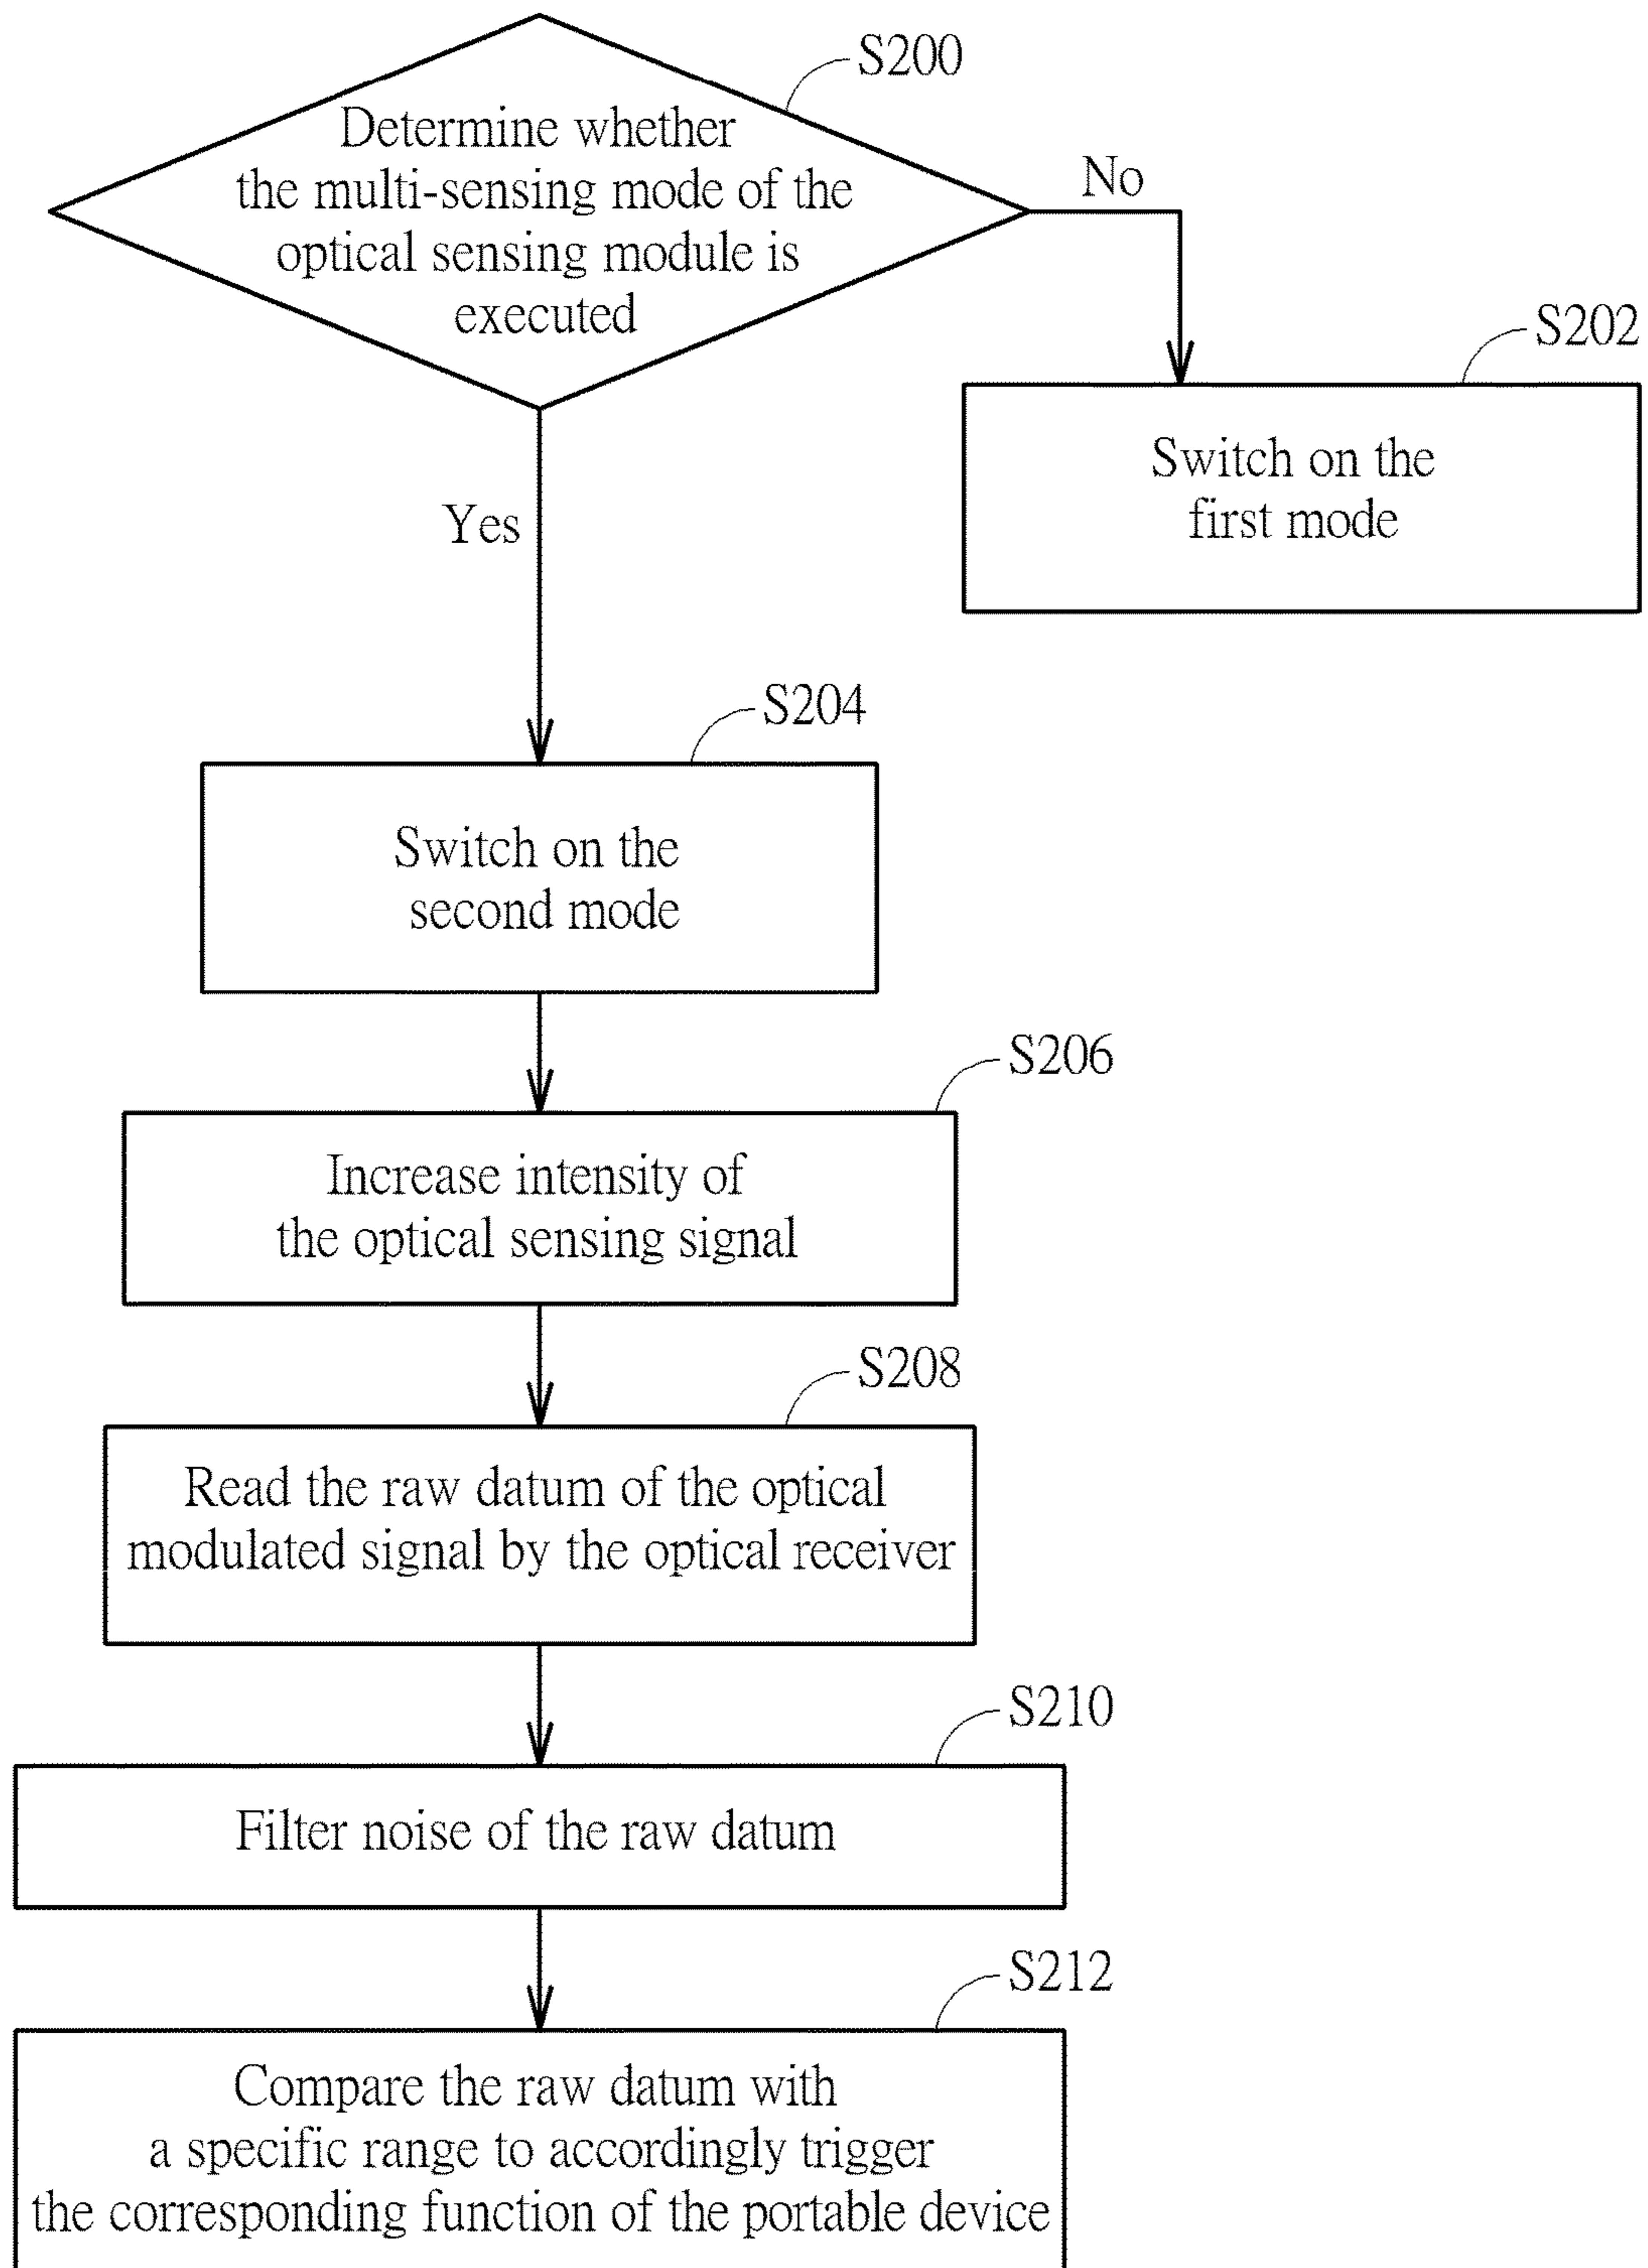 S200
Determine whether
the multi-sensing mode of the
optical sensing module is
executed
No
S202
Switch on the
first mode
Yes
S204
Switch on the
second mode
S206
Increase intensity of
the optical sensing signal
S208
Read the raw datum of the optical
modulated signal by the optical receiver
S210
Filter noise of the raw datum
S212
Compare the raw datum with
a specific range to accordingly trigger
the corresponding function of the portable device